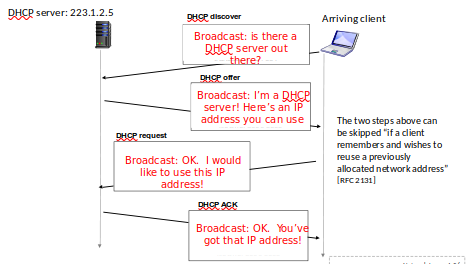 DHCP server: 223.1.2.5
DHCP discover
Arriving client
Broadcast: is there a
DHCP server out
there?
DHCP offer
Broadcast: I'm a DHCP
server! Here's an IP
address you can use
The two steps above can
be skipped "if a client
remembers and wishes to
reuse a previously
allocated network address"
[RFC 2131]
DHCP request
Broadcast: OK. I would
like to use this IP
address!
DHCP ACK
Broadcast: OK. You've
got that IP address!